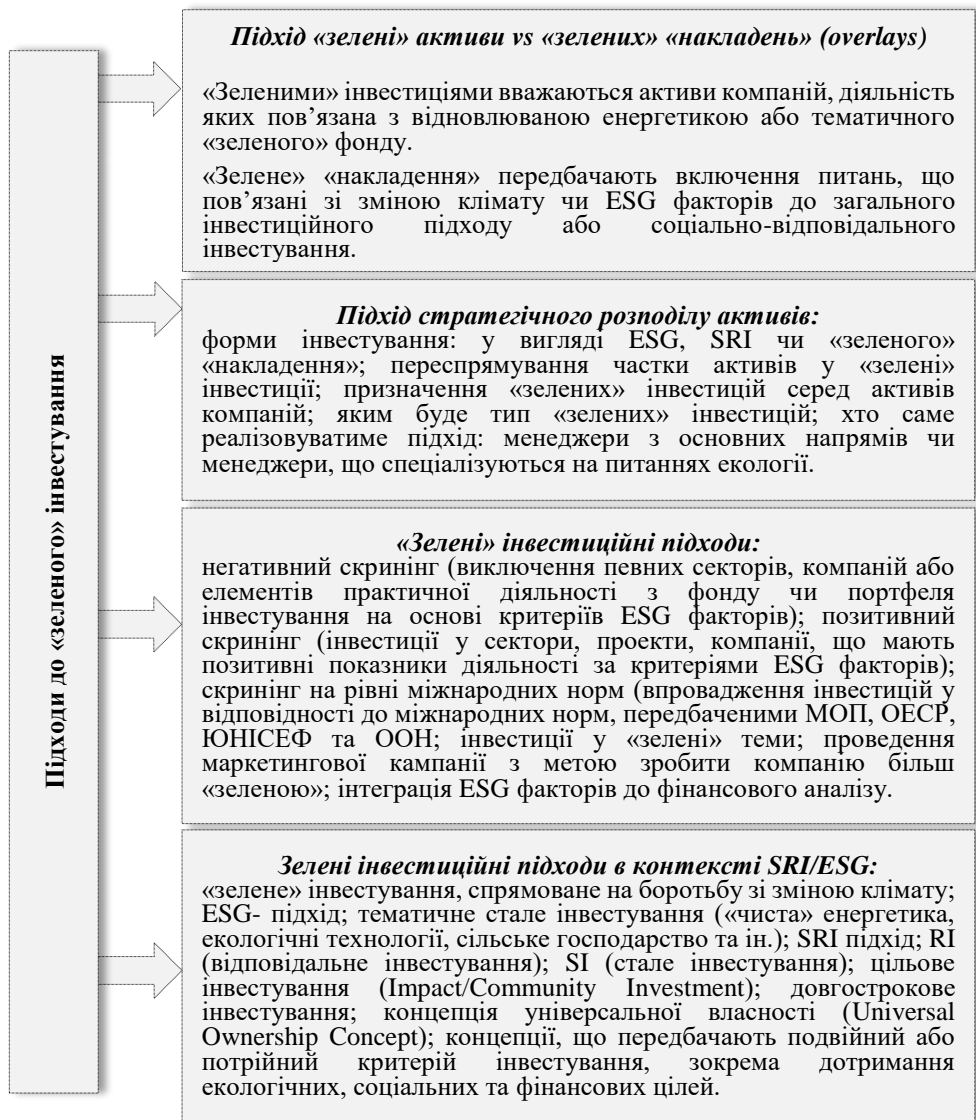 Підходи до «зеленого» інвестування
Підхід «зелені» активи vs «зелених» «накладень» (overlays)
«Зеленими» інвестиціями вважаються активи компаній, діяльність
яких пов’язана з відновлюваною енергетикою або тематичного
«зеленого» фонду.
«Зелене» «накладення» передбачають включення питань, що
пов’язані зі зміною клімату чи ESG факторів до загального
інвестиційного підходу або соціально-відповідального
інвестування.
Підхід стратегічного розподілу активів:
форми інвестування: у вигляді ESG, SRI чи «зеленого»
«накладення»; переспрямування частки активів у «зелені»
інвестиції; призначення «зелених» інвестицій серед активів
компаній; яким буде тип «зелених» інвестицій; хто саме
реалізовуватиме підхід: менеджери з основних напрямів чи
менеджери, що спеціалізуються на питаннях екології.
«Зелені» інвестиційні підходи:
негативний скринінг (виключення певних секторів, компаній або
елементів практичної діяльності з фонду чи портфеля
інвестування на основі критеріїв ESG факторів); позитивний
скринінг (інвестиції у сектори, проекти, компанії, що мають
позитивні показники діяльності за критеріями ESG факторів);
скринінг на рівні міжнародних норм (впровадження інвестицій у
відповідності до міжнародних норм, передбаченими МОП, ОЕСР,
ЮНІСЕФ та ООН; інвестиції у «зелені» теми; проведення
маркетингової кампанії з метою зробити компанію більш
«зеленою»; інтеграція ESG факторів до фінансового аналізу.
Зелені інвестиційні підходи в контексті SRI/ESG:
«зелене» інвестування, спрямоване на боротьбу зі зміною клімату;
ESG- підхід; тематичне стале інвестування («чиста» енергетика,
екологічні технології, сільське господарство та ін.); SRI підхід; RI
(відповідальне інвестування); SI (стале інвестування); цільове
інвестування (Impact/Community Investment); довгострокове
інвестування; концепція універсальної власності (Universal
Ownership Concept); концепції, що передбачають подвійний або
потрійний критерій інвестування, зокрема дотримання
екологічних, соціальних та фінансових цілей.